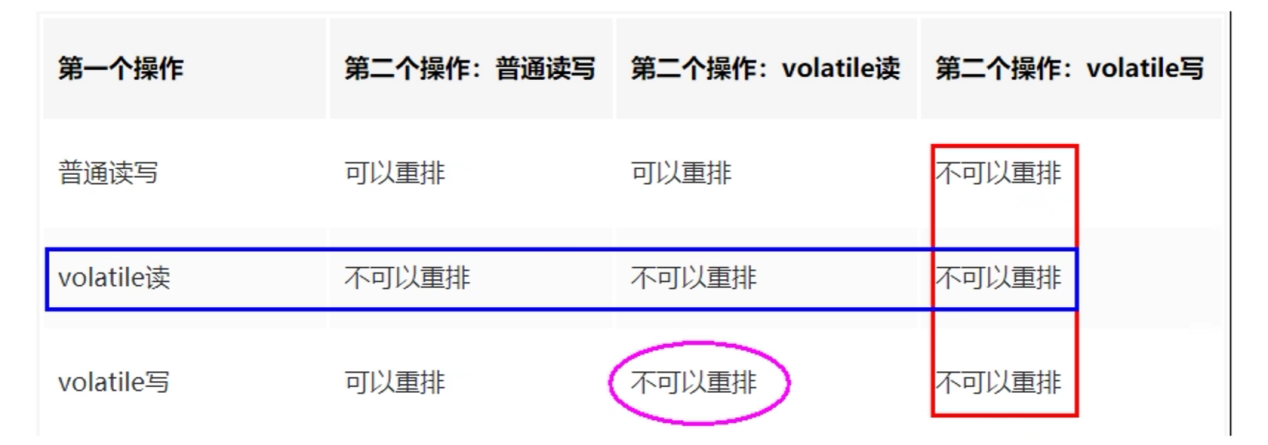 第一个操作 第二个操作：普通读写 第二个操作：volatile读 第二个操作：volatile写
普通读写 可以重排 可以重排 不可以重排
volatile读 不可以重排 不可以重排 不可以重排
volatile写 可以重排 不可以重排 不可以重排